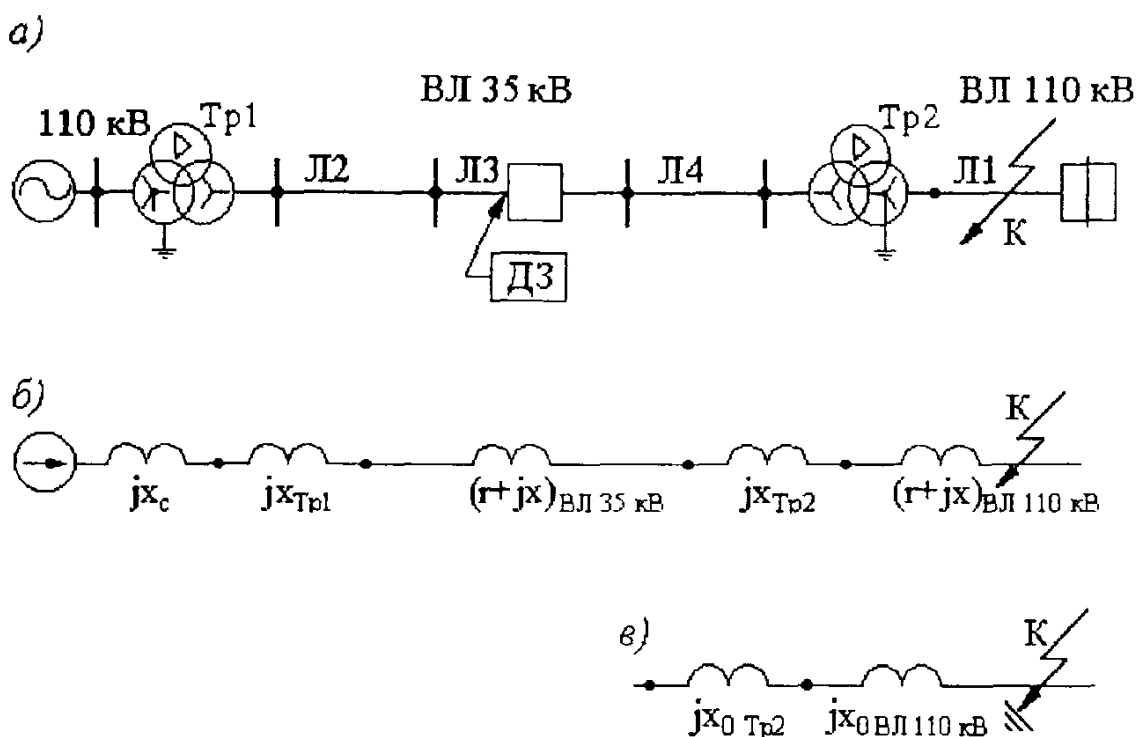 а)
ВЛ 35 кВ ВЛ 110 кВ
110 кВ Тр1 Тр2
Л2 Л3 Л4 Л1
К
ДЗ
б)
К
jxс jxТр1 (r+jx)ВЛ 35 кВ jxТр2 (r+jx)ВЛ 110 кВ
в)
К
jx0 Тр2 jx0 ВЛ 110 кВ